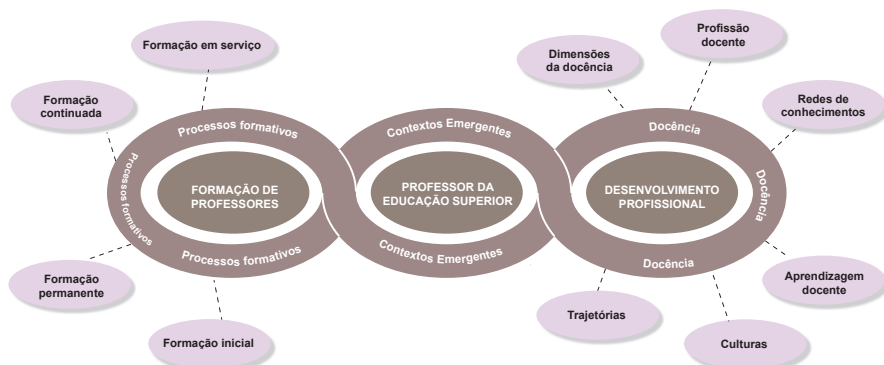 Formação em serviço
Formação
continuada
Processos formativos
Processos formativos
FORMAÇÃO DE
PROFESSORES
Processos formativos
Formação
permanente
Formação inicial
Contextos Emergentes
PROFESSOR DA
EDUCAÇÃO SUPERIOR
Contextos Emergentes
Dimensões
da docência
Profissão
docente
Redes de
conhecimentos
Docência
DESENVOLVIMENTO
PROFISSIONAL
Docência
Docência
Trajetórias
Culturas
Aprendizagem
docente